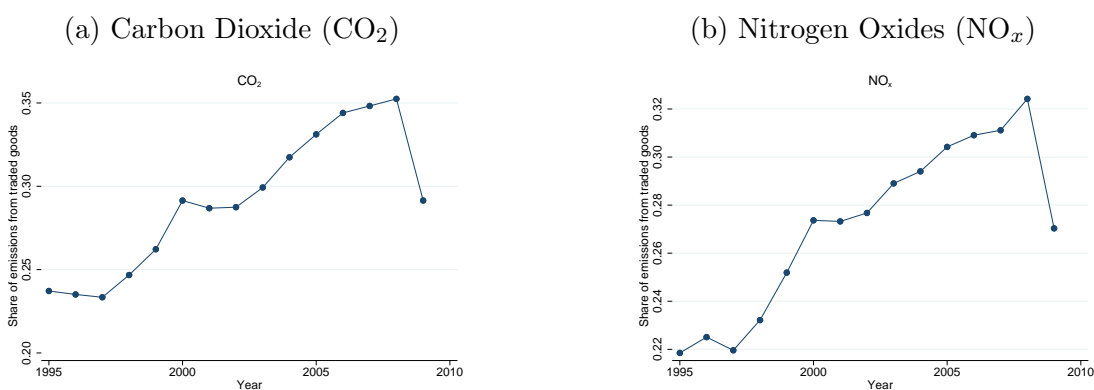 (a) Carbon Dioxide (CO₂)
CO₂
Share of emissions from traded goods
0.35
0.30
0.25
0.20
1995
2000
2005
2010
Year
(b) Nitrogen Oxides (NOₓ)
NOₓ
Share of emissions from traded goods
0.32
0.30
0.28
0.26
0.24
0.22
1995
2000
2005
2010
Year